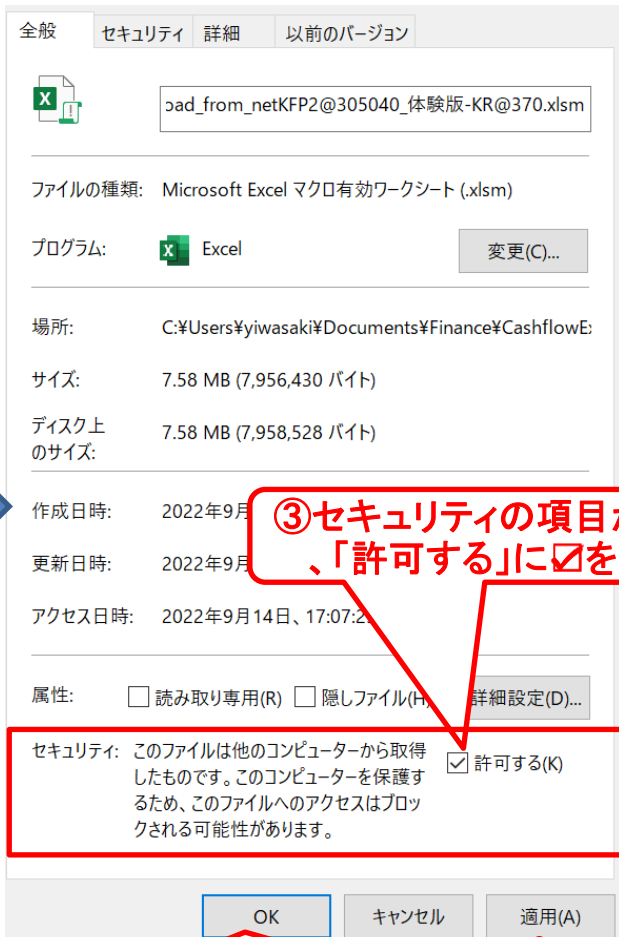 全般 セキュリティ 詳細 以前のバージョン
oad_from_netKFP2@305040_体験版-KR@370.xlsm
ファイルの種類: Microsoft Excel マクロ有効ワークシート (.xlsm)
プログラム: Excel 変更(C)...
場所: C:¥Users¥yiwasaki¥Documents¥Finance¥CashflowE
サイズ: 7.58 MB (7,956,430 バイト)
ディスク上
のサイズ: 7.58 MB (7,958,528 バイト)
③セキュリティの項目
、「許可する」に☑を
作成日時: 2022年9月
更新日時: 2022年9月
アクセス日時: 2022年9月14日、17:07:2
属性: 読み取り専用(R) 隠しファイル(H) 詳細設定(D)...
セキュリティ: このファイルは他のコンピューターから取得
したものです。このコンピューターを保護す
るため、このファイルへのアクセスはブロッ
クされる可能性があります。
☑ 許可する(K)
OK キャンセル 適用(A)